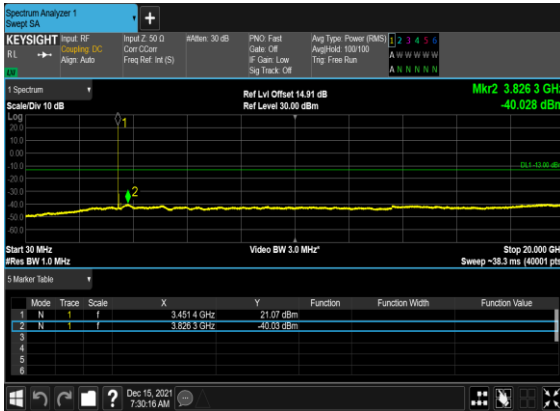 Spectrum Analyzer 1
Swept SA
+
KEYSIGHT Input: RF Input Z: 50 Ω #Atten: 30 dB PNO: Fast Avg Type: Power (RMS) 1 2 3 4 5 6
RL Coupling: DC Corr CCorr Gate: Off Avg|Hold: 100/100 A W W W W W
Align: Auto Freq Ref: Int (S) IF Gain: Low Trig: Free Run
Sig Track: Off A N N N N N
1 Spectrum Ref Lvl Offset 14.91 dB Mkr2 3.826 3 GHz
Scale/Div 10 dB Ref Level 30.00 dBm -40.028 dBm
Log
1
20.0
10.0
0.00
-10.0
DL1 -13.00 dBm
-20.0
-30.0
2
-40.0
-50.0
-60.0
Start 30 MHz Video BW 3.0 MHz* Stop 20.000 GHz
#Res BW 1.0 MHz Sweep ~38.3 ms (40001 pts)
5 Marker Table
Mode Trace Scale X Y Function Function Width Function Value
1 N 1 f 3.451 4 GHz 21.07 dBm
2 N 1 f 3.826 3 GHz -40.03 dBm
3
4
5
6
? Dec 15, 2021
7:30:16 AM